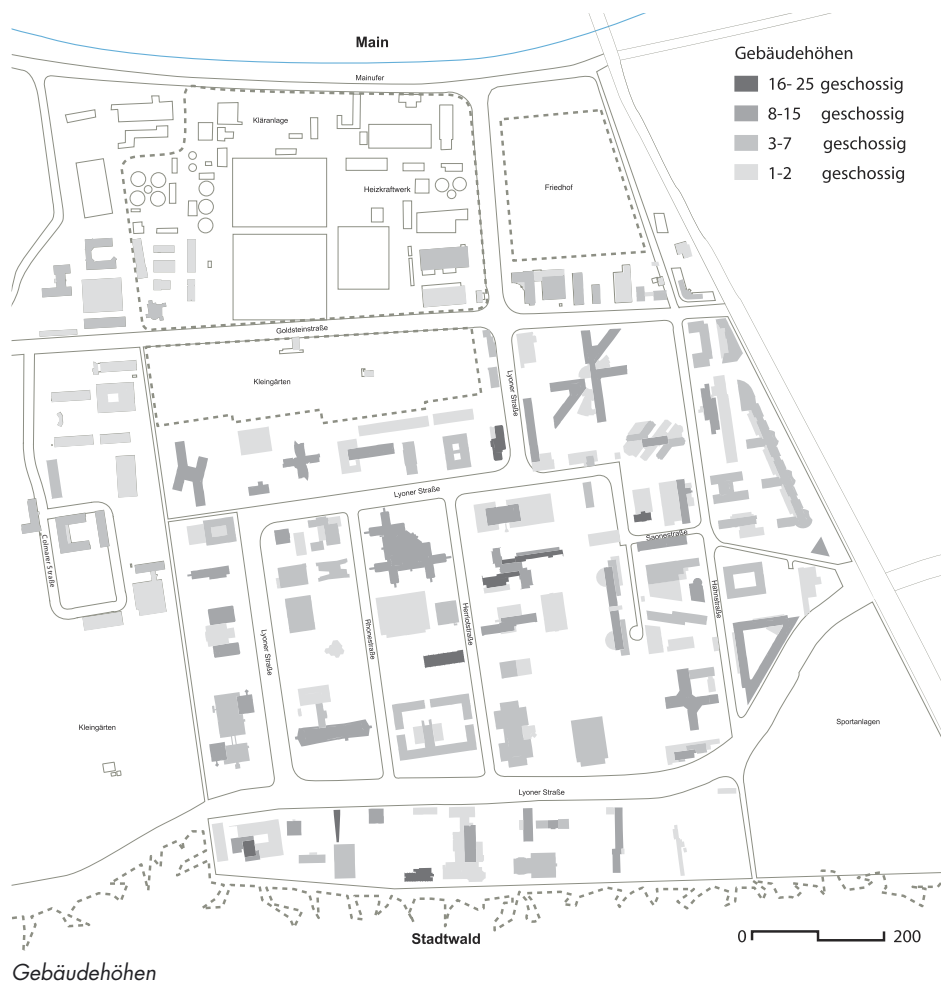 Main
Mainufer
Gebäudehöhen
16- 25 geschossig
8-15 geschossig
3-7 geschossig
1-2 geschossig
Kläranlage
Heizkraftwerk
Friedhof
Goldsteinstraße
Kleingärten
Lyoner Straße
Lyoner Straße
Colmarer Straße
Saonestraße
Hahnstraße
Lyoner Straße
Rhonestraße
Herriotstraße
Kleingärten
Sportanlagen
Lyoner Straße
Stadtwald
0 200
Gebäudehöhen